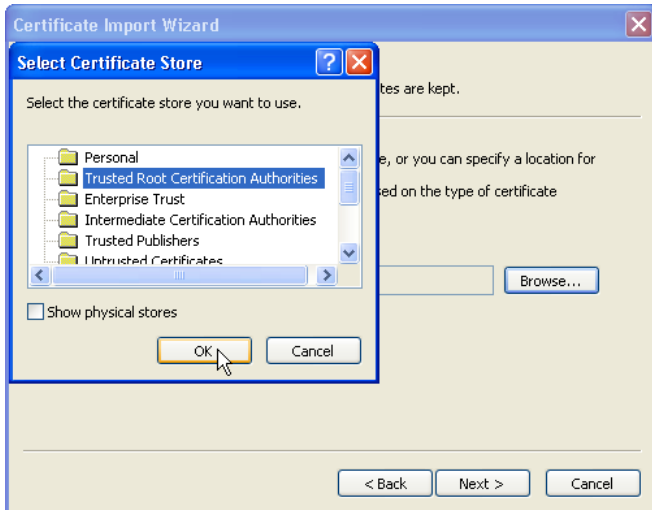 Certificate Import Wizard
Select Certificate Store
Select the certificate store you want to use.
Personal
Trusted Root Certification Authorities
Enterprise Trust
Intermediate Certification Authorities
Trusted Publishers
Untrusted Certificates
Show physical stores
OK
Cancel
tes are kept.
e, or you can specify a location for
sed on the type of certificate
Browse...
< Back
Next >
Cancel